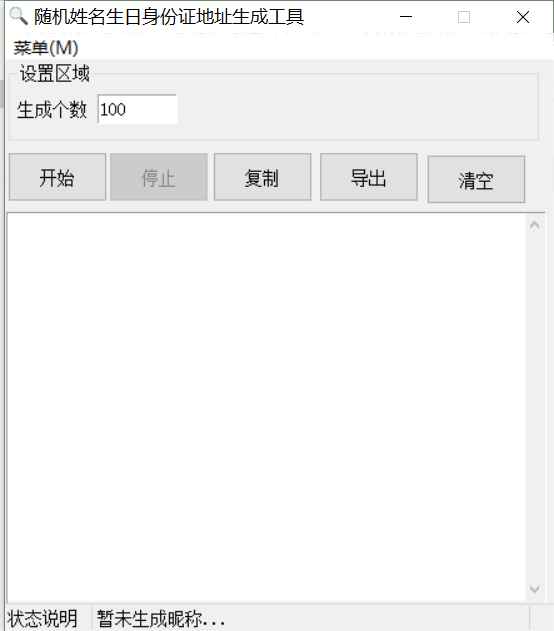 随机姓名生日身份证地址生成工具
菜单(M)
设置区域
生成个数 100
开始 停止 复制 导出 清空
状态说明 暂未生成昵称...